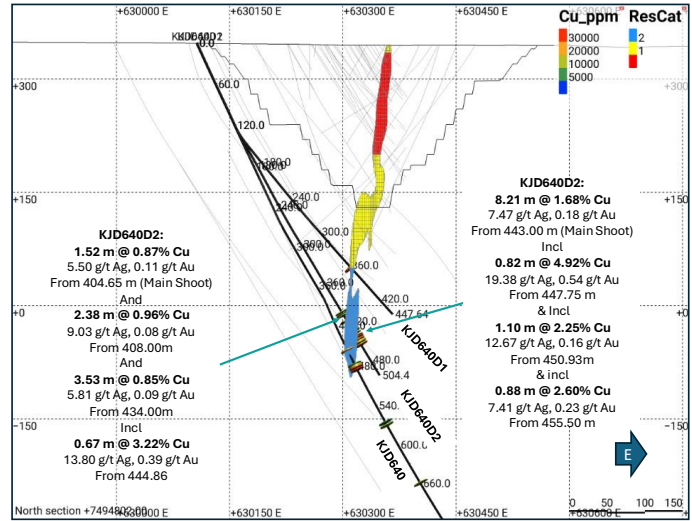 +630000 E
+630150 E
+630300 E
+630450 E
Cu_ppm
ResCat
30000
20000
10000
5000
2
1
0.0
60.0
+300
+300
120.0
+150
+150
240.0
300.0
360.0
KJD640D2:
8.21 m @ 1.68% Cu
7.47 g/t Ag, 0.18 g/t Au
From 443.00 m (Main Shoot)
Incl
0.82 m @ 4.92% Cu
19.38 g/t Ag, 0.54 g/t Au
From 447.75 m
& Incl
1.10 m @ 2.25% Cu
12.67 g/t Ag, 0.16 g/t Au
From 450.93m
& incl
0.88 m @ 2.60% Cu
7.41 g/t Ag, 0.23 g/t Au
From 455.50 m
KJD640D2:
1.52 m @ 0.87% Cu
5.50 g/t Ag, 0.11 g/t Au
From 404.65 m (Main Shoot)
And
2.38 m @ 0.96% Cu
9.03 g/t Ag, 0.08 g/t Au
From 408.00m
And
3.53 m @ 0.85% Cu
5.81 g/t Ag, 0.09 g/t Au
From 434.00m
Incl
0.67 m @ 3.22% Cu
13.80 g/t Ag, 0.39 g/t Au
From 444.86
+0
+0
420.0
447.64
KJD640D1
480.0
504.4
KJD640D2
540.
KJD640
600.
660.0
-150
-150
E
0 50 100 150
North section +7494802.00
+630000 E
+630150 E
+630300 E
+630450 E
+630600 E